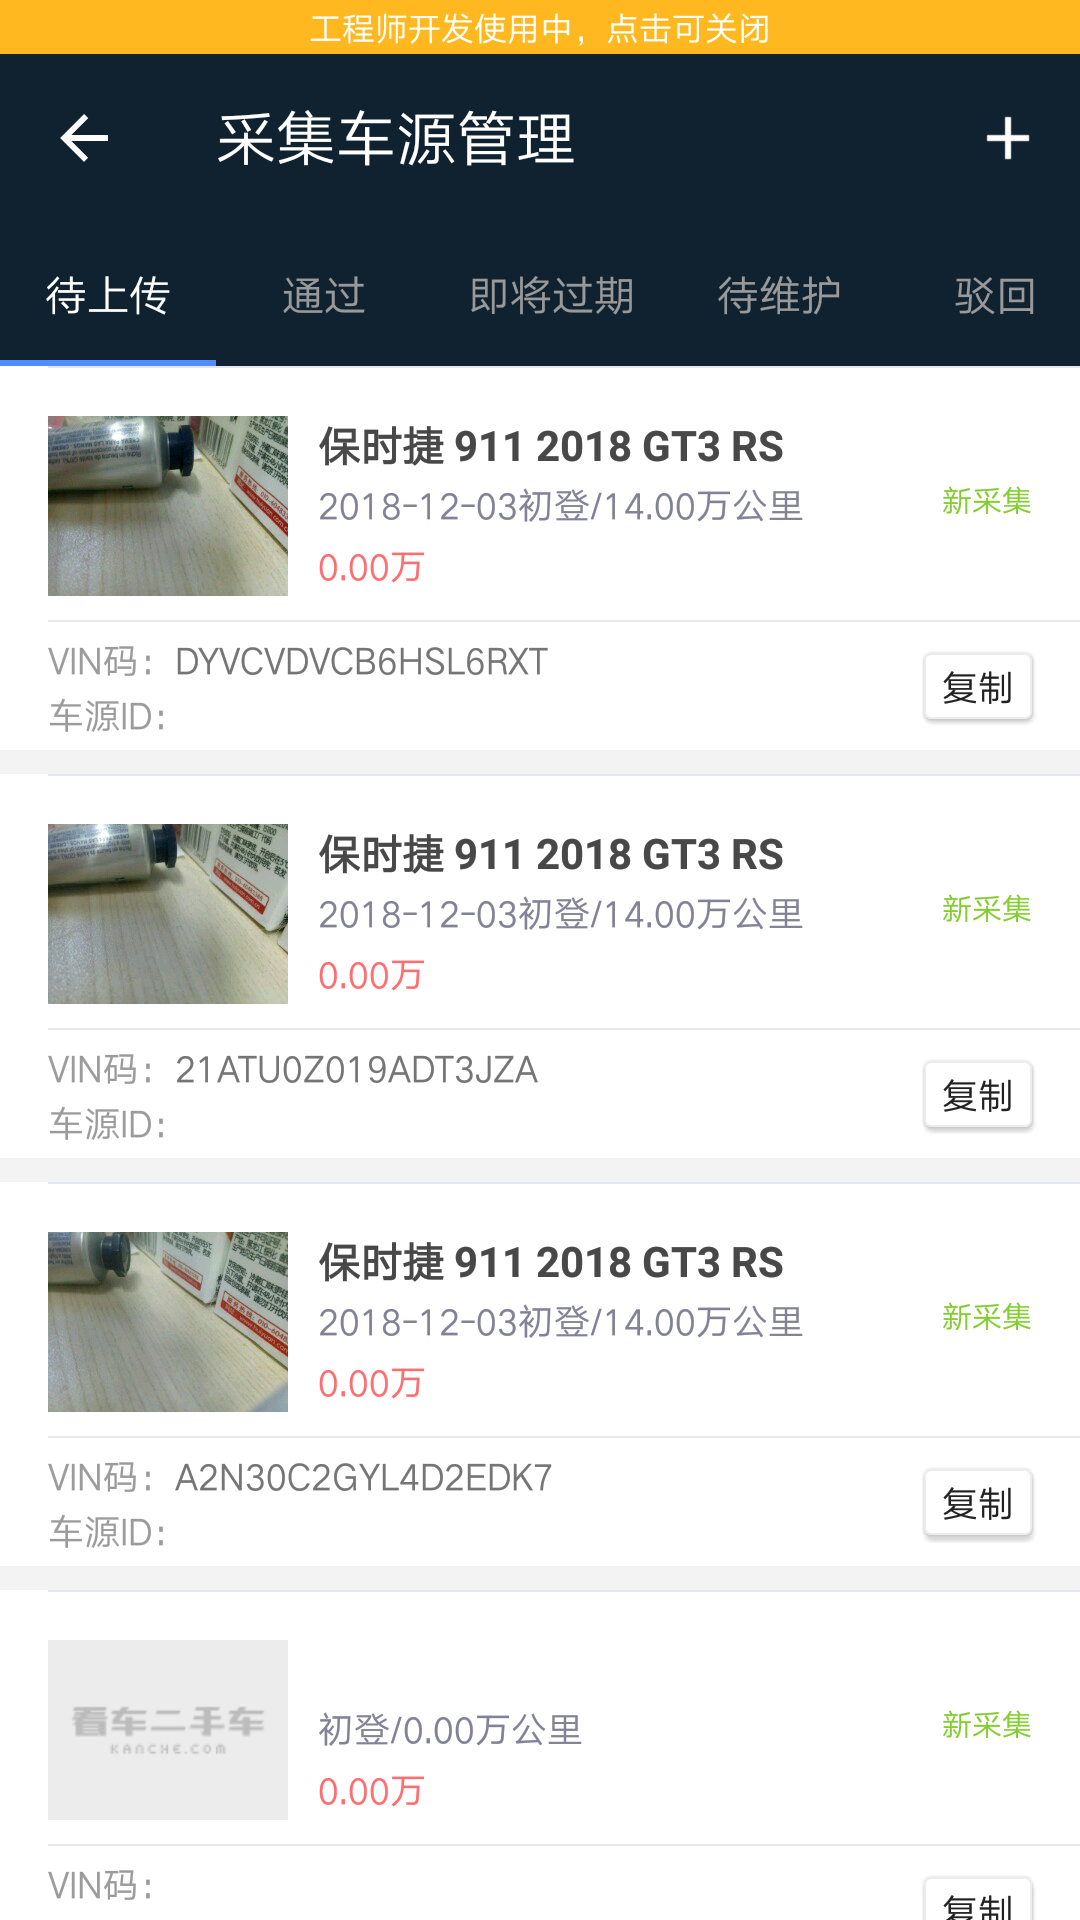 工程师开发使用中，点击可关闭
采集车源管理
待上传 通过 即将过期 待维护 驳回
保时捷 911 2018 GT3 RS
2018-12-03初登/14.00万公里
新采集
0.00万
VIN码：DYVCVDVCB6HSL6RXT
车源ID：
复制
保时捷 911 2018 GT3 RS
2018-12-03初登/14.00万公里
新采集
0.00万
VIN码：21ATU0Z019ADT3JZA
车源ID：
复制
保时捷 911 2018 GT3 RS
2018-12-03初登/14.00万公里
新采集
0.00万
VIN码：A2N30C2GYL4D2EDK7
车源ID：
复制
看车二手车
KANCHE.COM
初登/0.00万公里
新采集
0.00万
VIN码：
复制